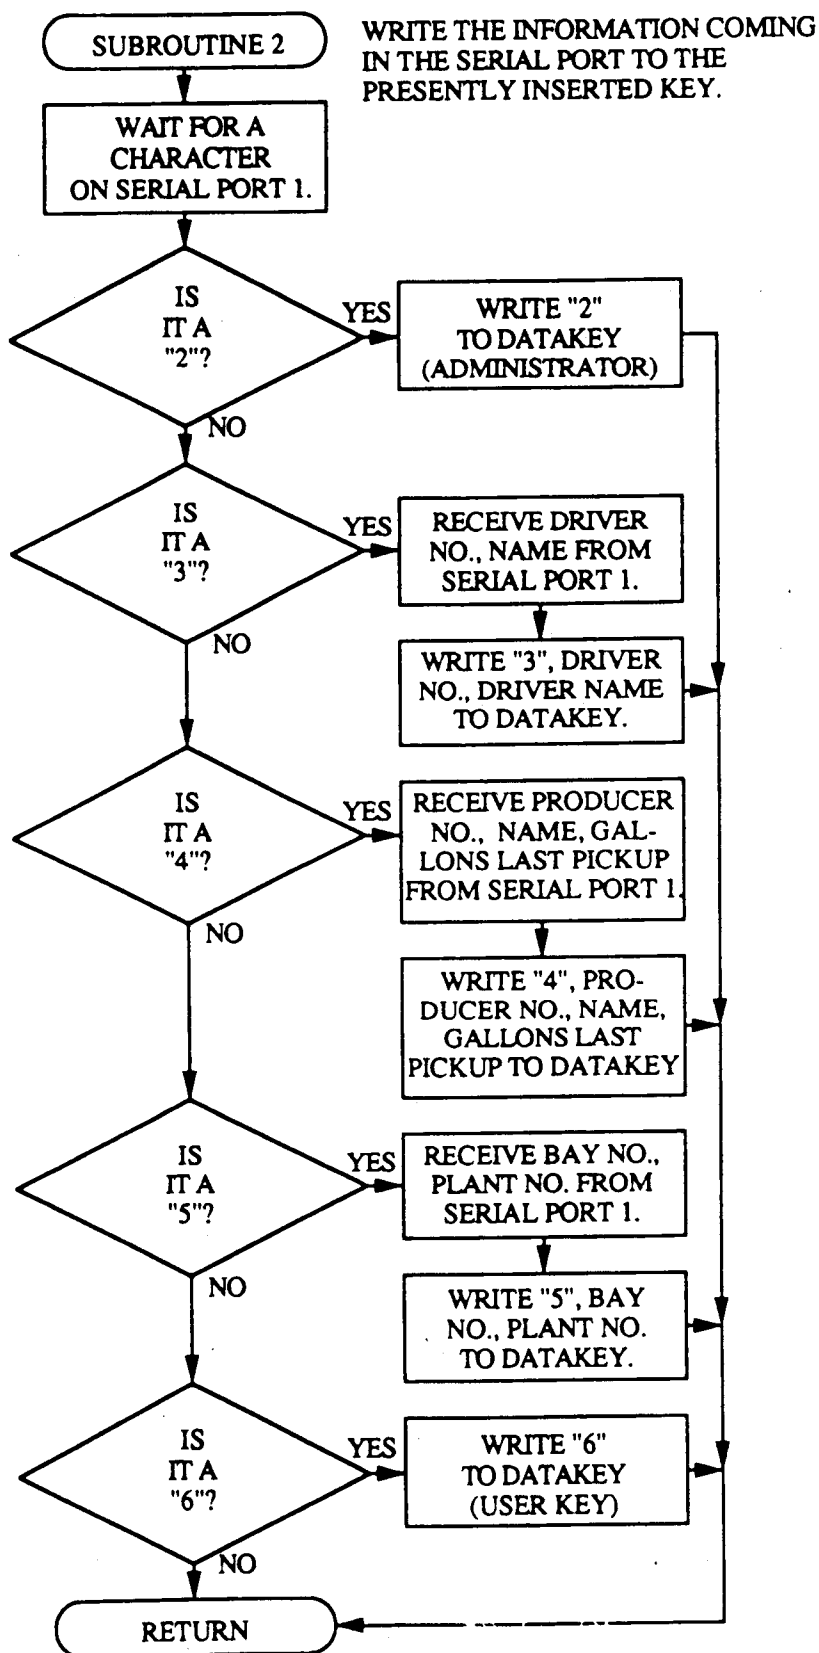 SUBROUTINE 2
WRITE THE INFORMATION COMING
IN THE SERIAL PORT TO THE
PRESENTLY INSERTED KEY.
WAIT FOR A
CHARACTER
ON SERIAL PORT 1.
IS
IT A
"2"?
YES
WRITE "2"
TO DATAKEY
(ADMINISTRATOR)
NO
IS
IT A
"3"?
YES
RECEIVE DRIVER
NO., NAME FROM
SERIAL PORT 1.
NO
WRITE "3", DRIVER
NO., DRIVER NAME
TO DATAKEY.
IS
IT A
"4"?
YES
RECEIVE PRODUCER
NO., NAME, GAL-
LONS LAST PICKUP
FROM SERIAL PORT 1.
NO
WRITE "4", PRO-
DUCER NO., NAME,
GALLONS LAST
PICKUP TO DATAKEY
IS
IT A
"5"?
YES
RECEIVE BAY NO.,
PLANT NO. FROM
SERIAL PORT 1.
NO
WRITE "5", BAY
NO., PLANT NO.
TO DATAKEY.
IS
IT A
"6"?
YES
WRITE "6"
TO DATAKEY
(USER KEY)
NO
RETURN